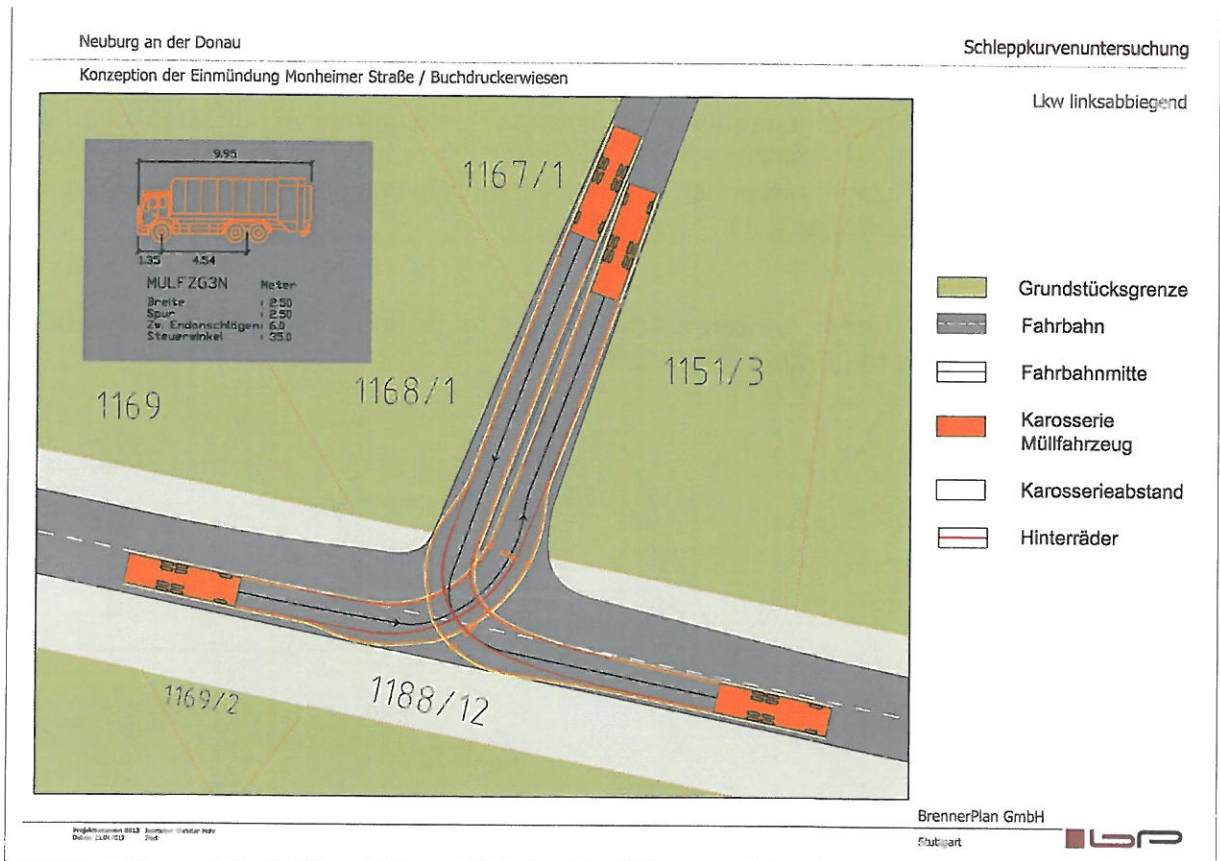 Neuburg an der Donau
Schleppkurvenuntersuchung
Konzeption der Einmündung Monheimer Straße / Buchdruckerwiesen
Lkw linksabbiegend
9.95
1.35 4.54
MULFZG3N Meter
Breite : 2.50
Spur : 2.50
Zw. Endanschlägen: 6.0
Steuerwinkel : 35.0
1167/1
1169
1168/1
1151/3
1169/2
1188/12
Grundstücksgrenze
Fahrbahn
Fahrbahnmitte
Karosserie
Müllfahrzeug
Karosserieabstand
Hinterräder
BrennerPlan GmbH
Stuttgart
bp